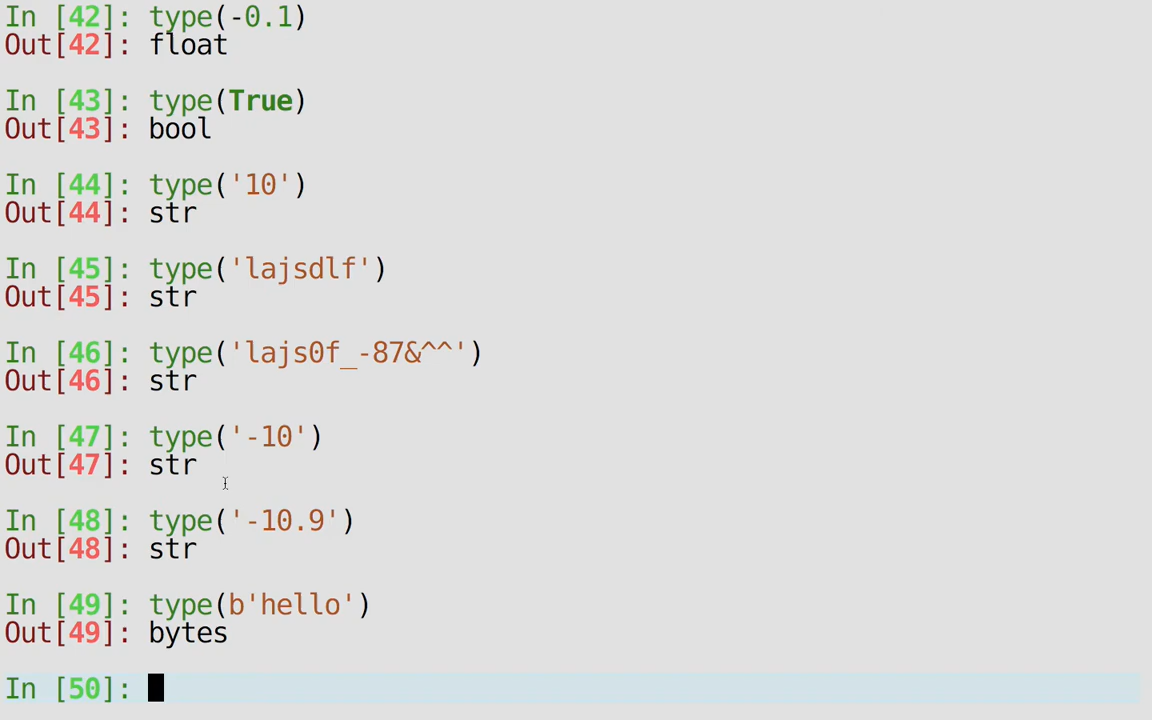 In [42]: type(-0.1)
Out[42]: float
In [43]: type(True)
Out[43]: bool
In [44]: type('10')
Out[44]: str
In [45]: type('lajsdlf')
Out[45]: str
In [46]: type('lajs0f_-87&^^')
Out[46]: str
In [47]: type('-10')
Out[47]: str
In [48]: type('-10.9')
Out[48]: str
In [49]: type(b'hello')
Out[49]: bytes
In [50]: